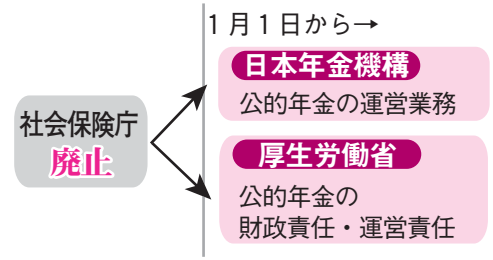 1月1日から→
社会保険庁
廃止
日本年金機構
公的年金の運営業務
厚生労働省
公的年金の
財政責任・運営責任